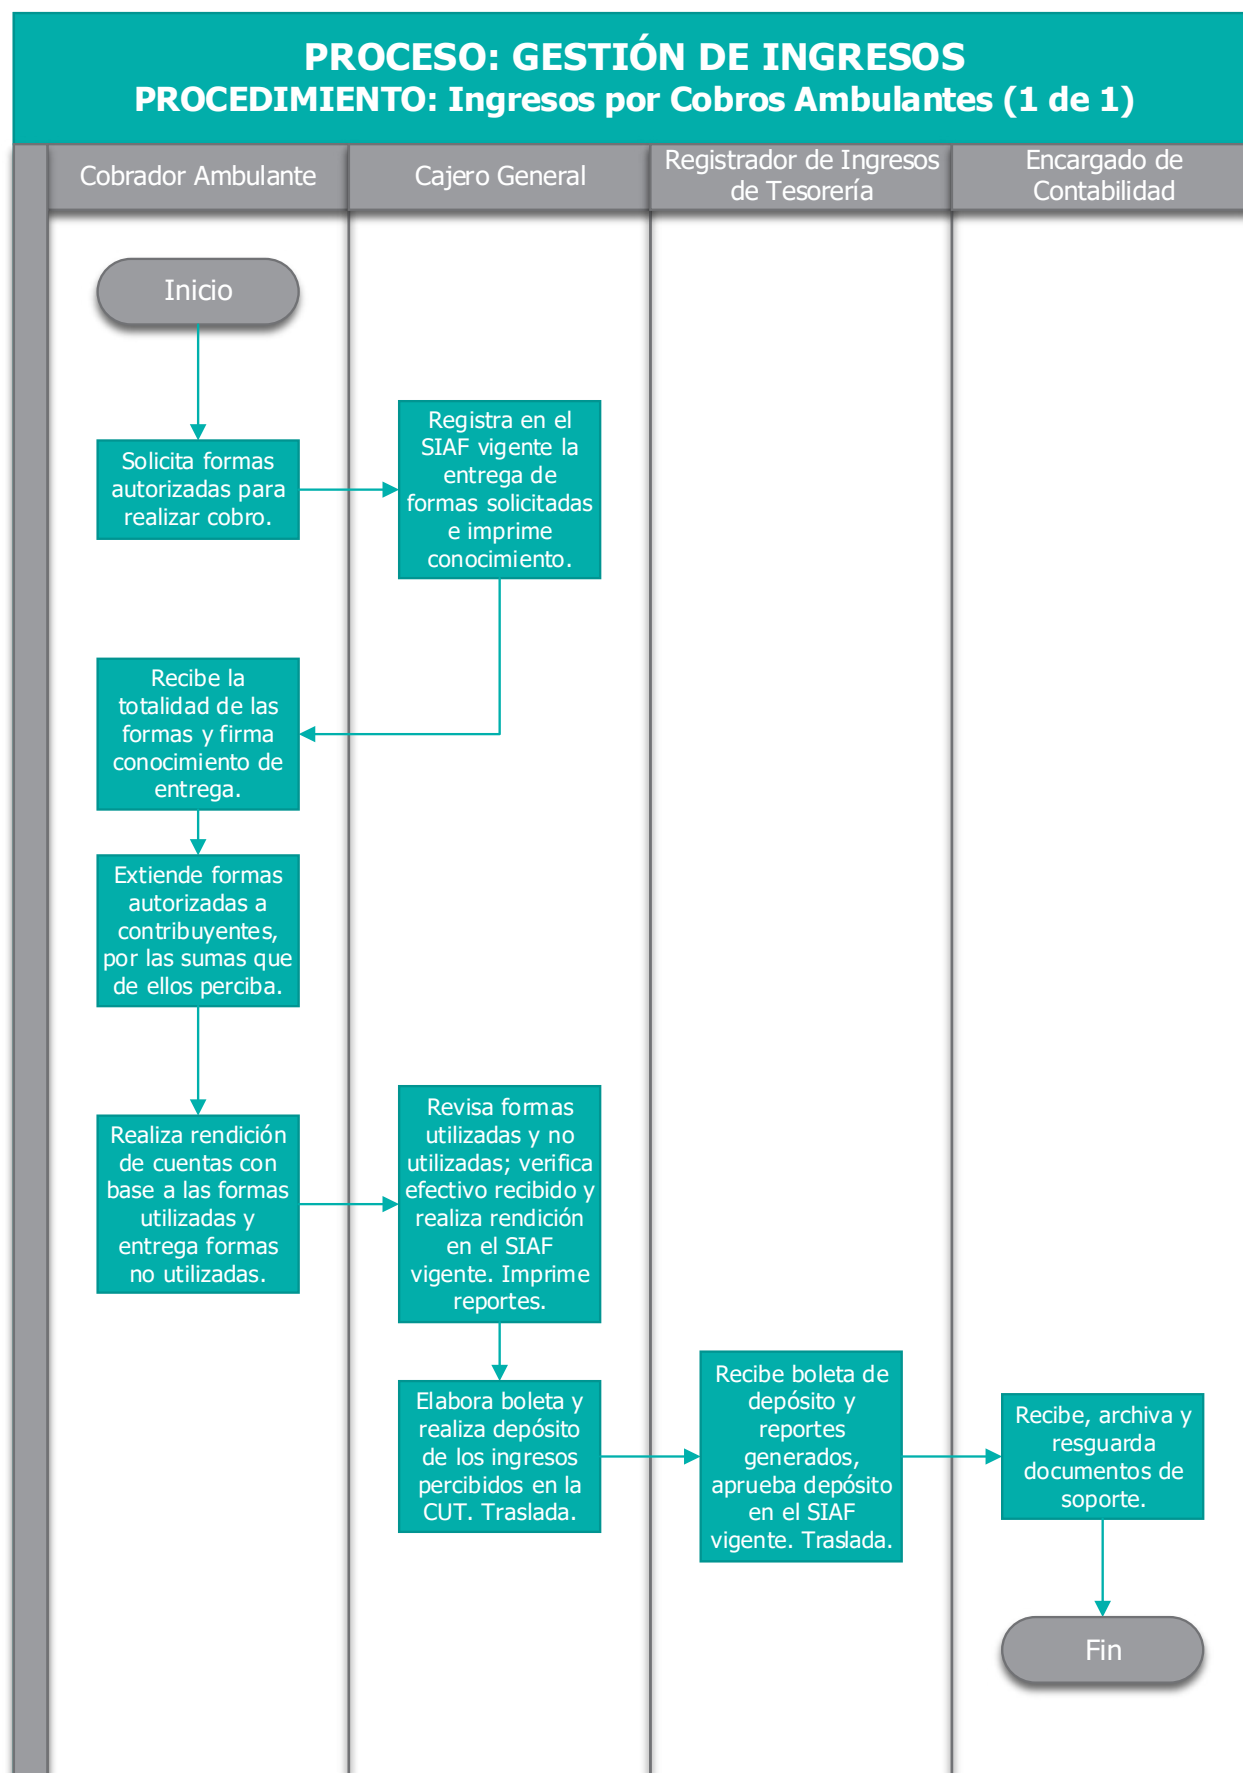 PROCESO: GESTIÓN DE INGRESOS
PROCEDIMIENTO: Ingresos por Cobros Ambulantes (1 de 1)
Cobrador Ambulante
Cajero General
Registrador de Ingresos
de Tesorería
Encargado de
Contabilidad
Inicio
Solicita formas
autorizadas para
realizar cobro.
Registra en el
SIAF vigente la
entrega de
formas solicitadas
e imprime
conocimiento.
Recibe la
totalidad de las
formas y firma
conocimiento de
entrega.
Extiende formas
autorizadas a
contribuyentes,
por las sumas que
de ellos perciba.
Realiza rendición
de cuentas con
base a las formas
utilizadas y
entrega formas
no utilizadas.
Revisa formas
utilizadas y no
utilizadas; verifica
efectivo recibido y
realiza rendición
en el SIAF
vigente. Imprime
reportes.
Elabora boleta y
realiza depósito
de los ingresos
percibidos en la
CUT. Traslada.
Recibe boleta de
depósito y
reportes
generados,
aprueba depósito
en el SIAF
vigente. Traslada.
Recibe, archiva y
resguarda
documentos de
soporte.
Fin